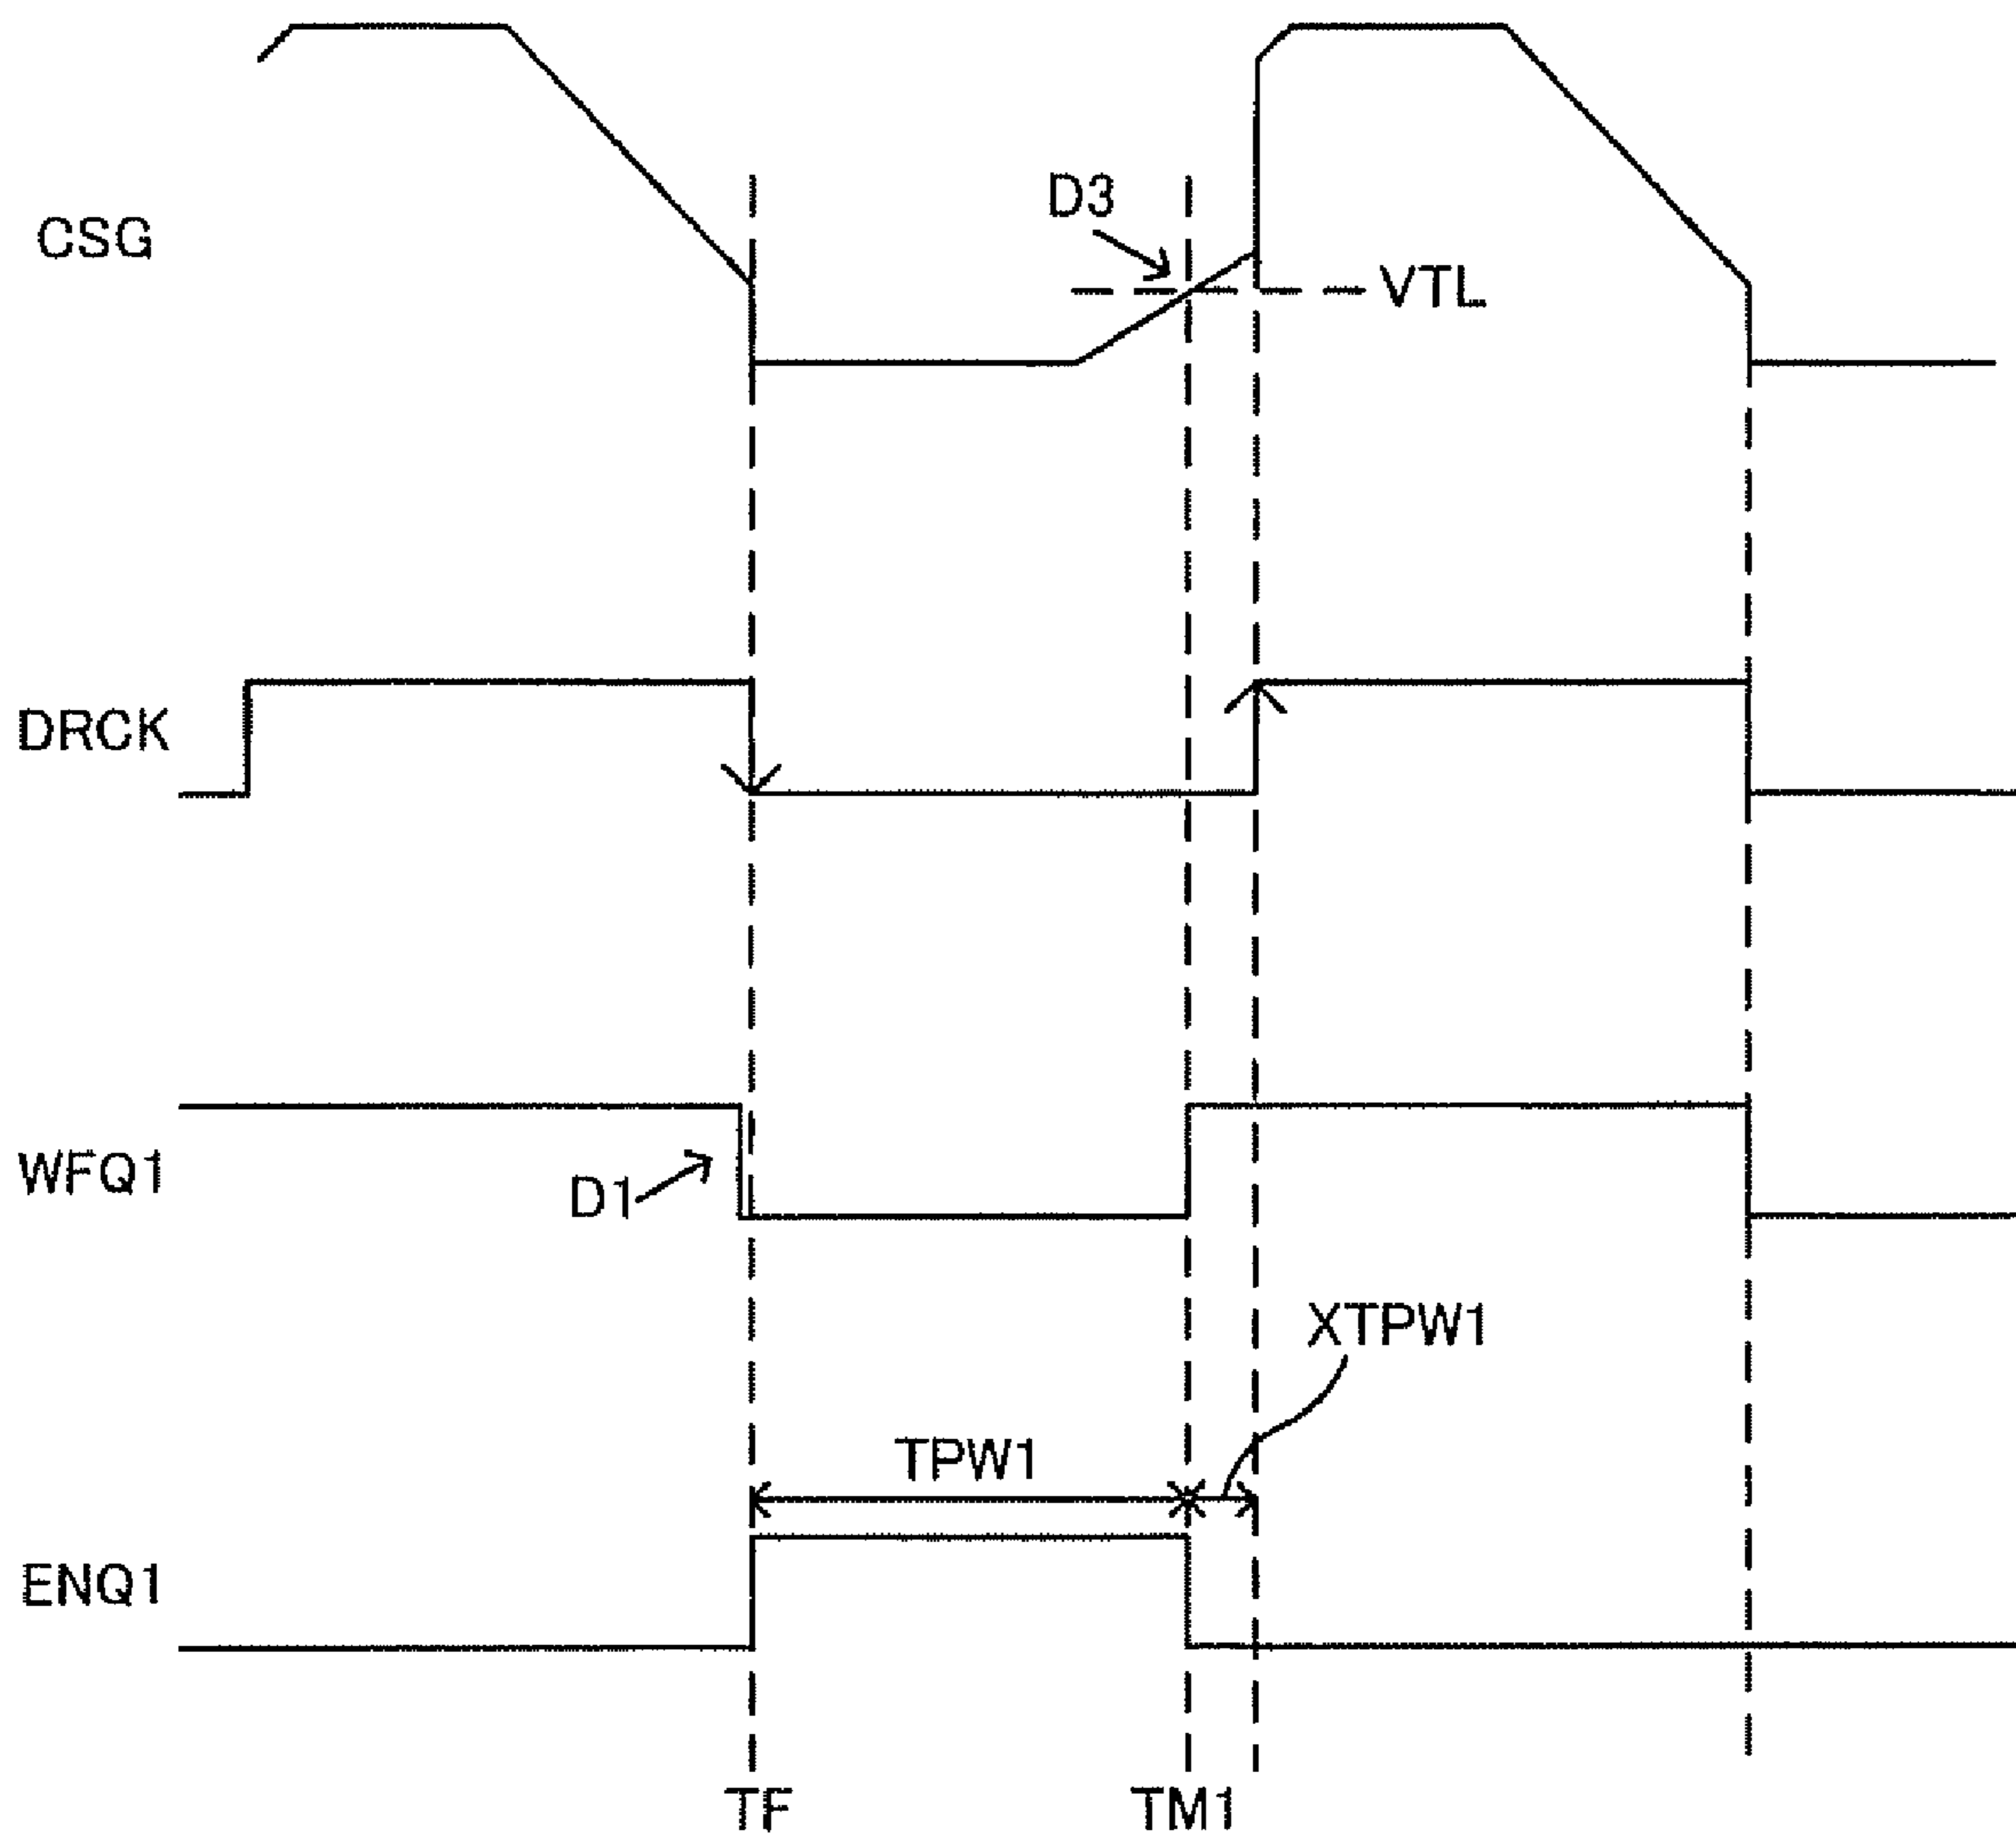 D3
CSG
VTL
DRCK
WFQ1
D1
XTPW1
TPW1
ENQ1
TF
TM1